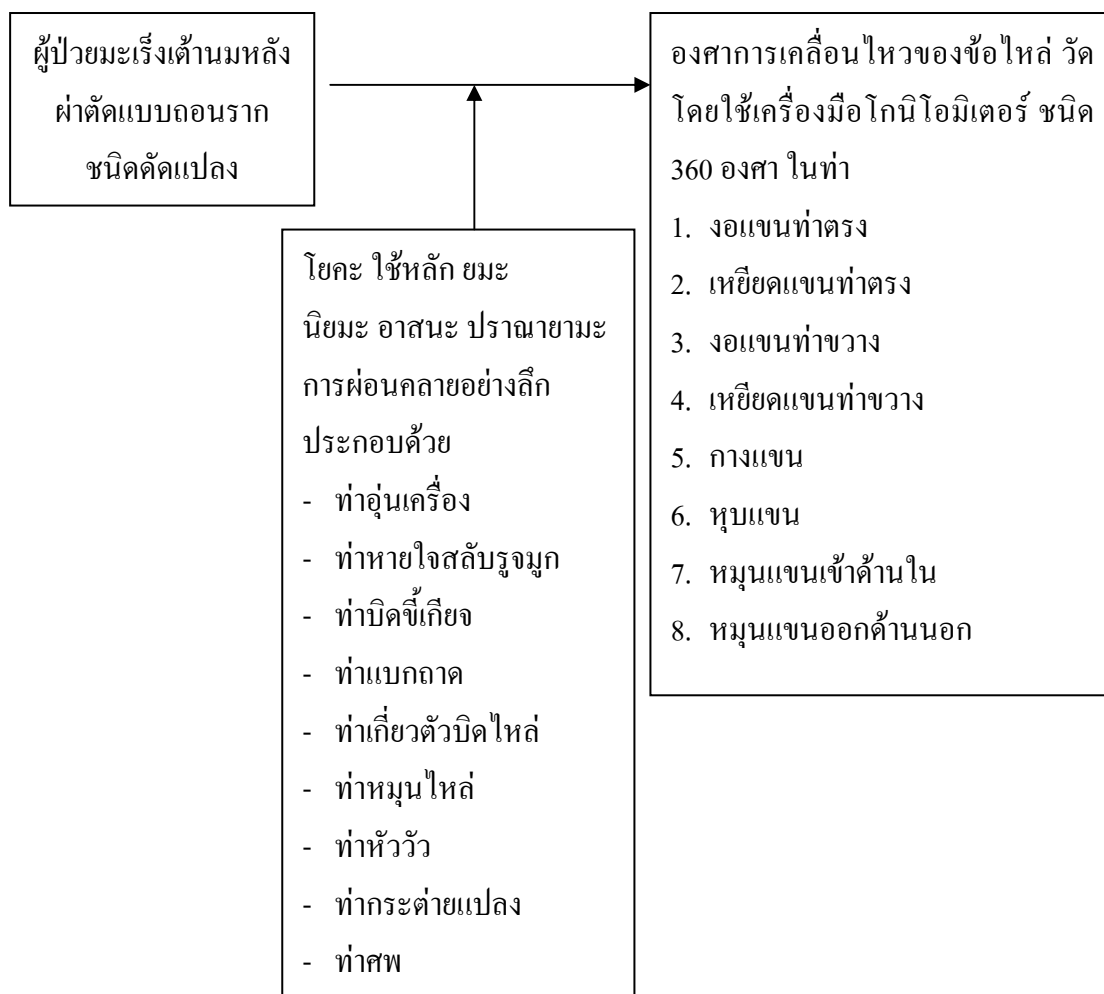 ผู้ป่วยมะเร็งเต้านมหลัง
ผ่าตัดแบบถอนราก
ชนิดดัดแปลง
องศาการเคลื่อนไหวของข้อไหล่ วัด
โดยใช้เครื่องมือโกนิโอมิเตอร์ ชนิด
360 องศา ในท่า
1. งอแขนท่าตรง
2. เหยียดแขนท่าตรง
3. งอแขนท่าขวาง
4. เหยียดแขนท่าขวาง
5. กางแขน
6. หุบแขน
7. หมุนแขนเข้าด้านใน
8. หมุนแขนออกด้านนอก
โยคะ ใช้หลัก ยมะ
นิยมะ อาสนะ ปราณายามะ
การผ่อนคลายอย่างลึก
ประกอบด้วย
- ท่าอุ่นเครื่อง
- ท่าหายใจสลับรูจมูก
- ท่าบิดขี้เกียจ
- ท่าแบกถาด
- ท่าเกี่ยวตัวบิดไหล่
- ท่าหมุนไหล่
- ท่าหัววัว
- ท่ากระต่ายแปลง
- ท่าศพ